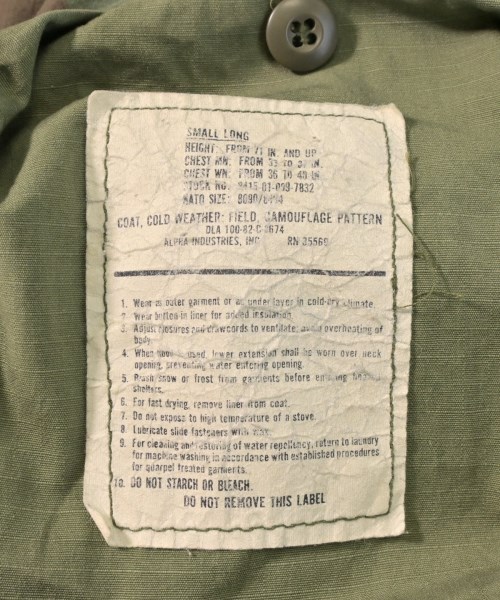 SMALL LONG
HEIGHT: FROM 71 IN. AND UP
CHEST MN: FROM 33 TO 37 IN.
CHEST WN: FROM 36 TO 40 IN.
STOCK NO. 8415-01-099-7832
NATO SIZE: 8090/
COAT, COLD WEATHER: FIELD, CAMOUFLAGE PATTERN
DLA 100-82-C-0674
ALPHA INDUSTRIES, INC RN 35569
1. Wear as outer garment or as under layer in cold-dry climate.
2. Wear button in liner for added insulation.
3. Adjust closures and drawcords to ventilate, avoid overheating of
body.
4. When hood is used, lower extension shall be worn over neck
opening, preventing water entering opening.
5. Brush snow or frost from garments before entering heated
shelters.
6. For fast drying, remove liner from coat.
7. Do not expose to high temperature of a stove.
8. Lubricate slide fasteners with wax.
9. For cleaning and restoring of water repellency, return to laundry
for machine washing in accordance with established procedures
for quarpel treated garments.
10. DO NOT STARCH OR BLEACH.
DO NOT REMOVE THIS LABEL